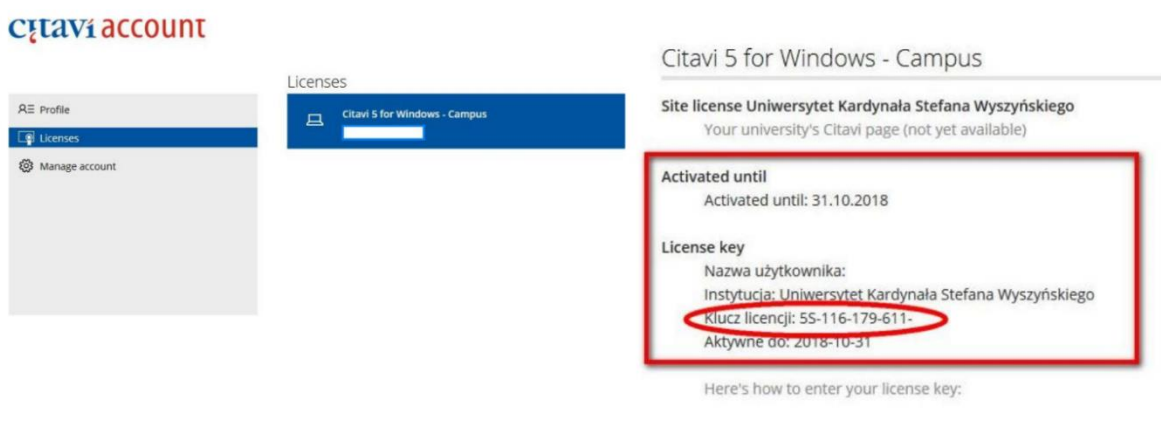 citavi account
Profile
Licenses
Manage account
Licenses
Citavi 5 for Windows - Campus
Citavi 5 for Windows - Campus
Site license Uniwersytet Kardynała Stefana Wyszyńskiego
Your university's Citavi page (not yet available)
Activated until
Activated until: 31.10.2018
License key
Nazwa użytkownika:
Instytucja: Uniwersytet Kardynała Stefana Wyszyńskiego
Klucz licencji: 5S-116-179-611-
Aktywne do: 2018-10-31
Here's how to enter your license key: